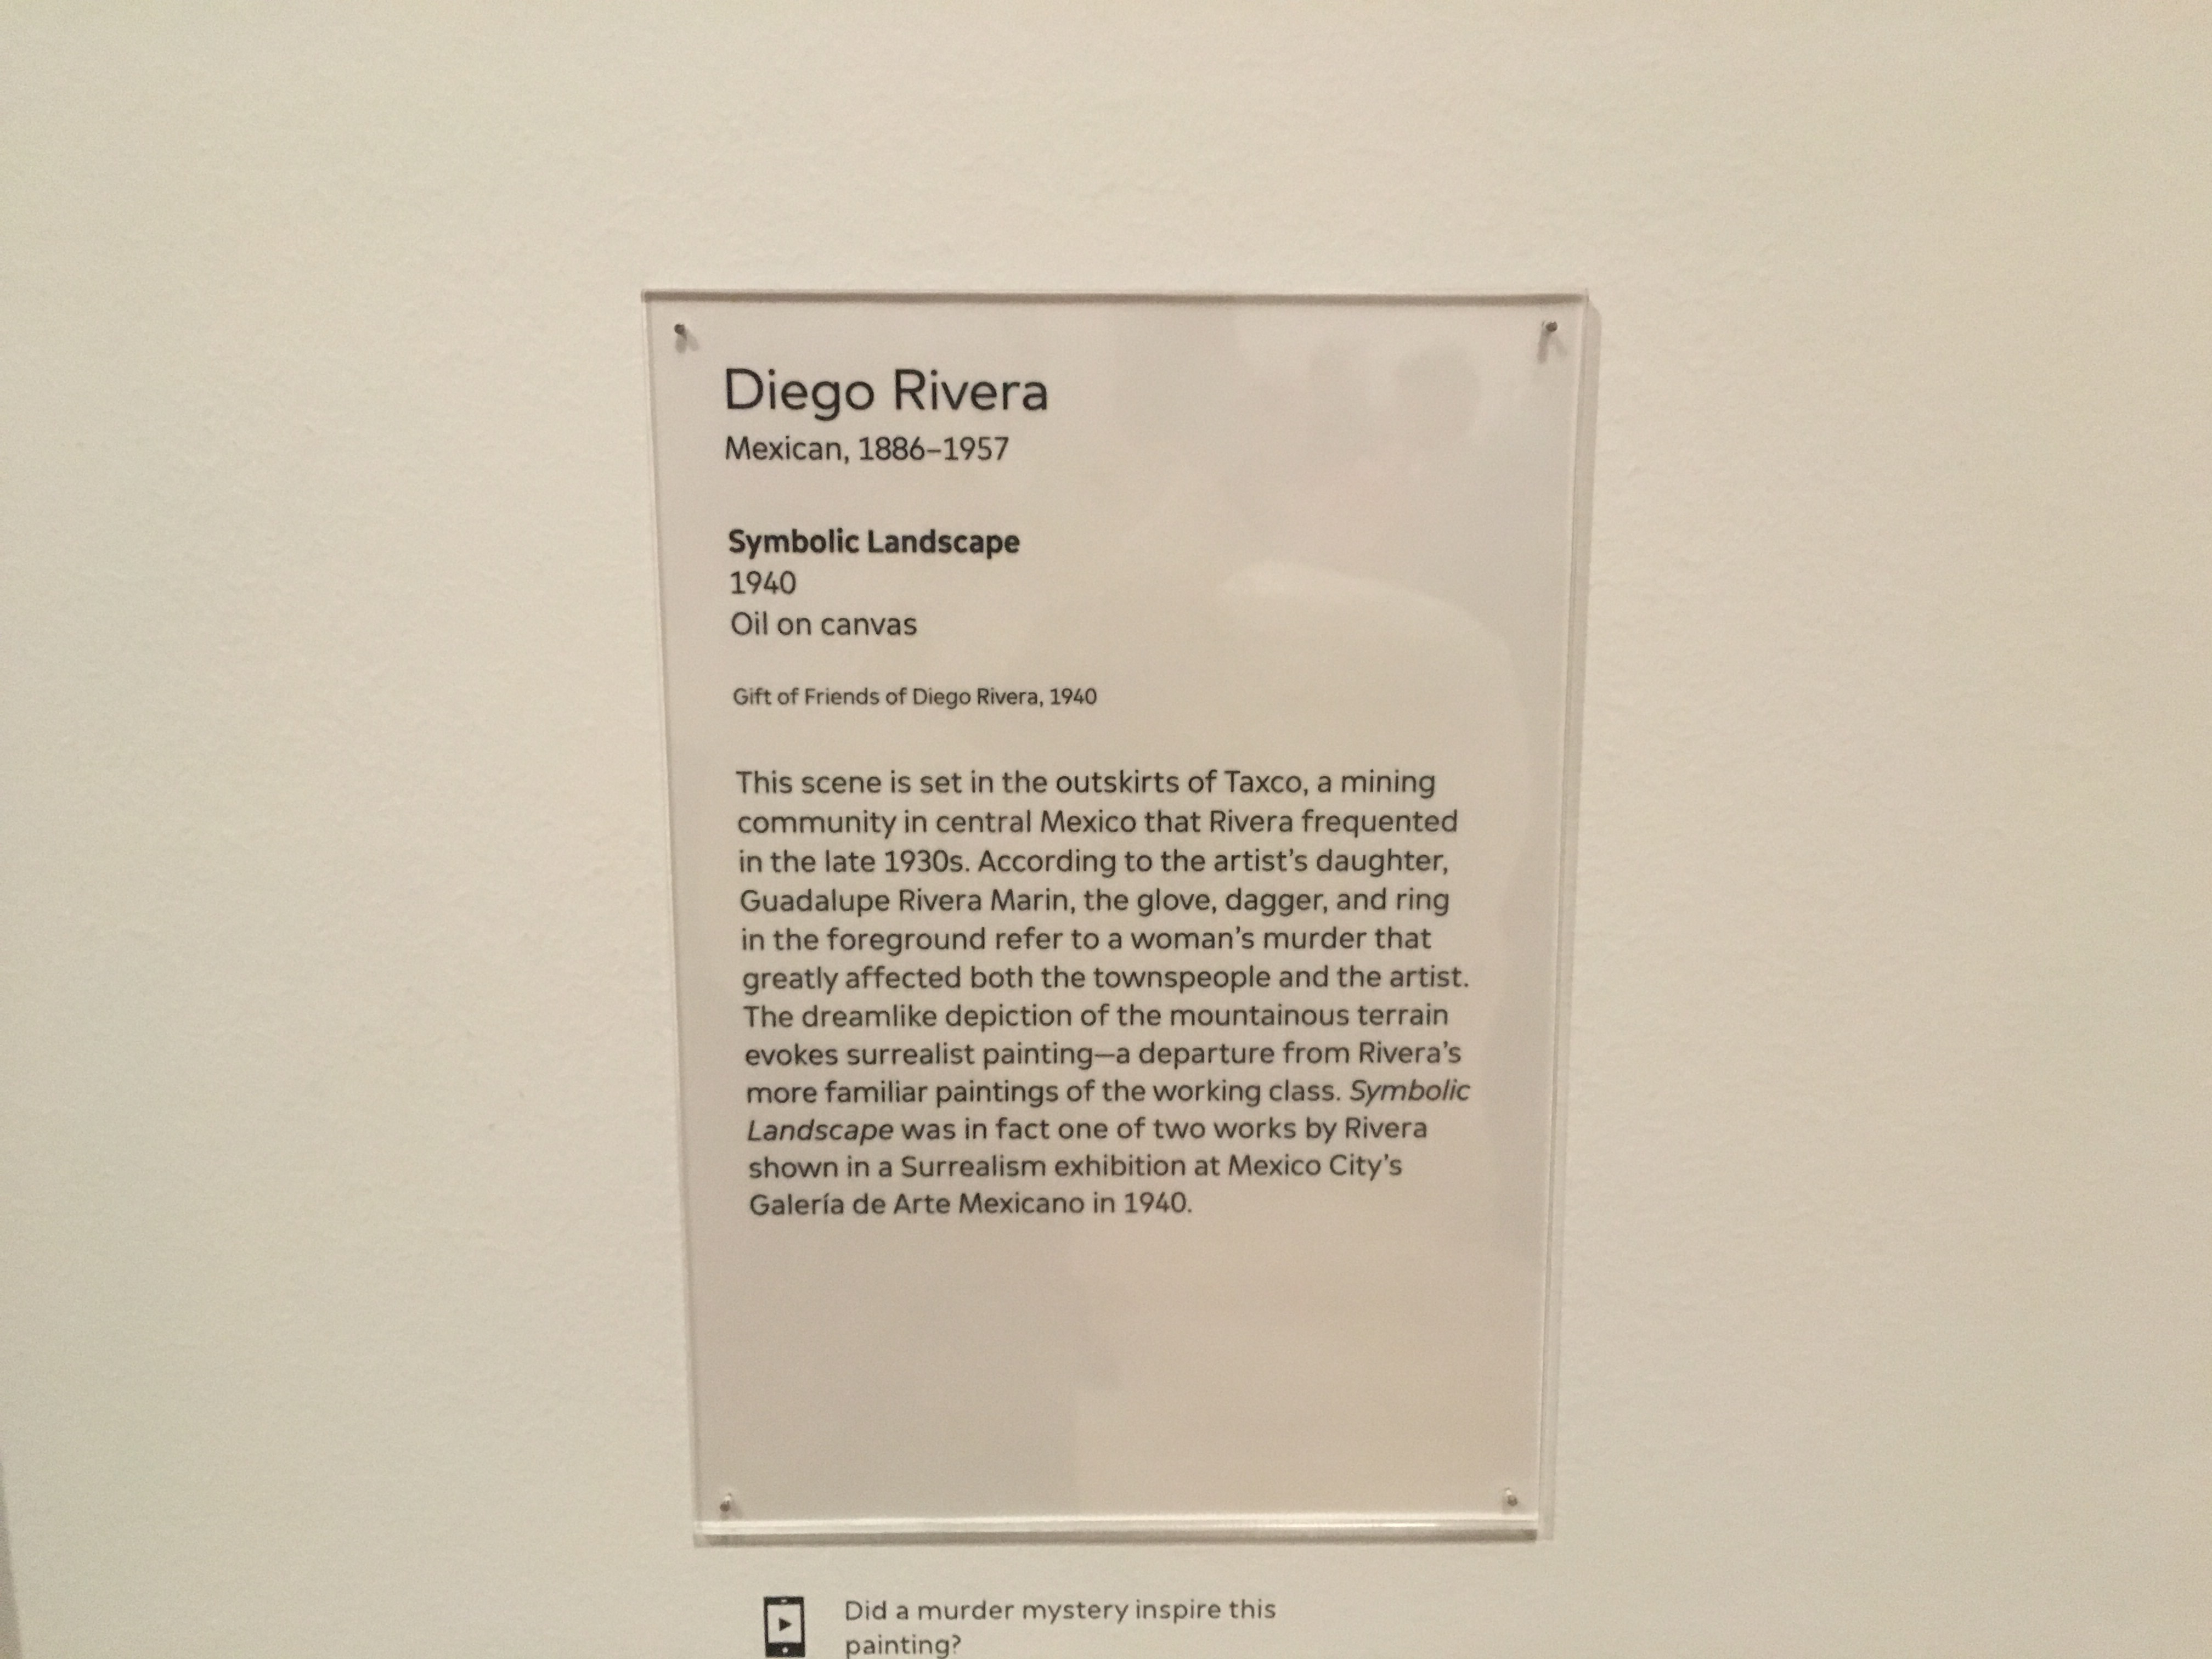 Diego Rivera
Mexican, 1886–1957
Symbolic Landscape
1940
Oil on canvas
Gift of Friends of Diego Rivera, 1940
This scene is set in the outskirts of Taxco, a mining
community in central Mexico that Rivera frequented
in the late 1930s. According to the artist’s daughter,
Guadalupe Rivera Marin, the glove, dagger, and ring
in the foreground refer to a woman’s murder that
greatly affected both the townspeople and the artist.
The dreamlike depiction of the mountainous terrain
evokes surrealist painting—a departure from Rivera’s
more familiar paintings of the working class. Symbolic
Landscape was in fact one of two works by Rivera
shown in a Surrealism exhibition at Mexico City’s
Galería de Arte Mexicano in 1940.
Did a murder mystery inspire this
painting?